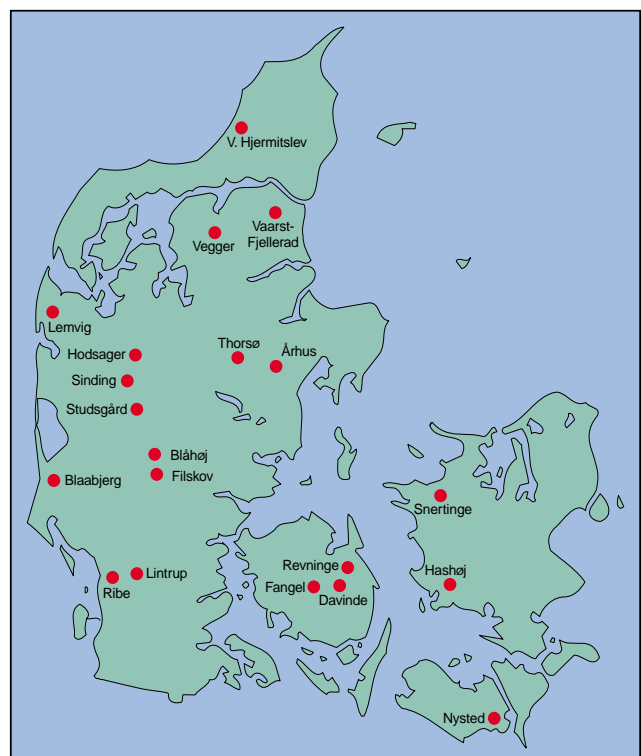 V. Hjermitslev
Vaarst-
Fjellerad
Vegger
Lemvig
Hodsager
Thorsø
Århus
Sinding
Studsgård
Blåhøj
Filskov
Blaabjerg
Snertinge
Revninge
Lintrup
Hashøj
Ribe
Fangel
Davinde
Nysted